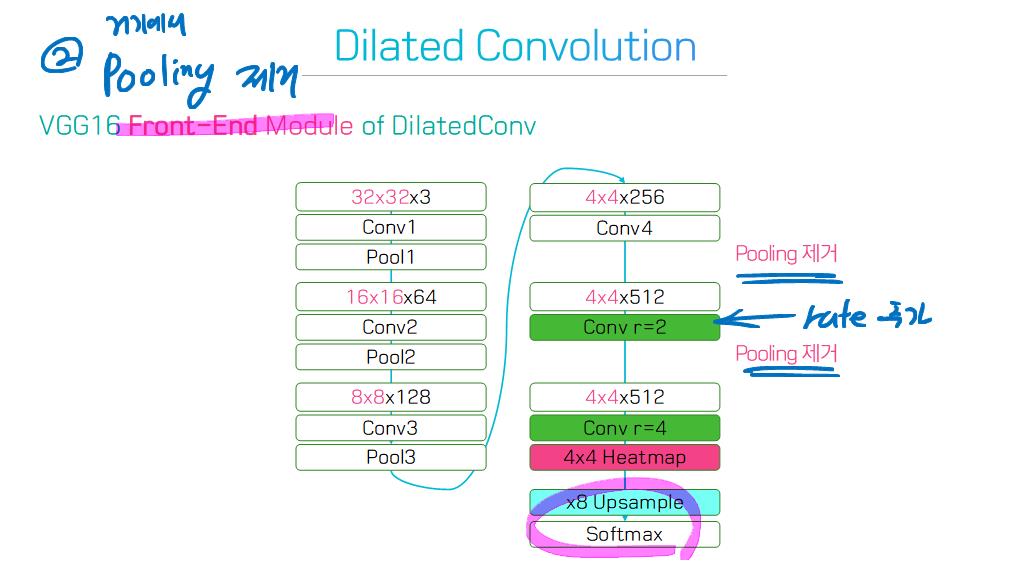 ② 여기에서
Pooling 제거
Dilated Convolution
VGG16 Front-End Module of DilatedConv
32x32x3
Conv1
Pool1
16x16x64
Conv2
Pool2
8x8x128
Conv3
Pool3
4x4x256
Conv4
Pooling 제거
4x4x512
Conv r=2
rate 추가
Pooling 제거
4x4x512
Conv r=4
4x4 Heatmap
x8 Upsample
Softmax